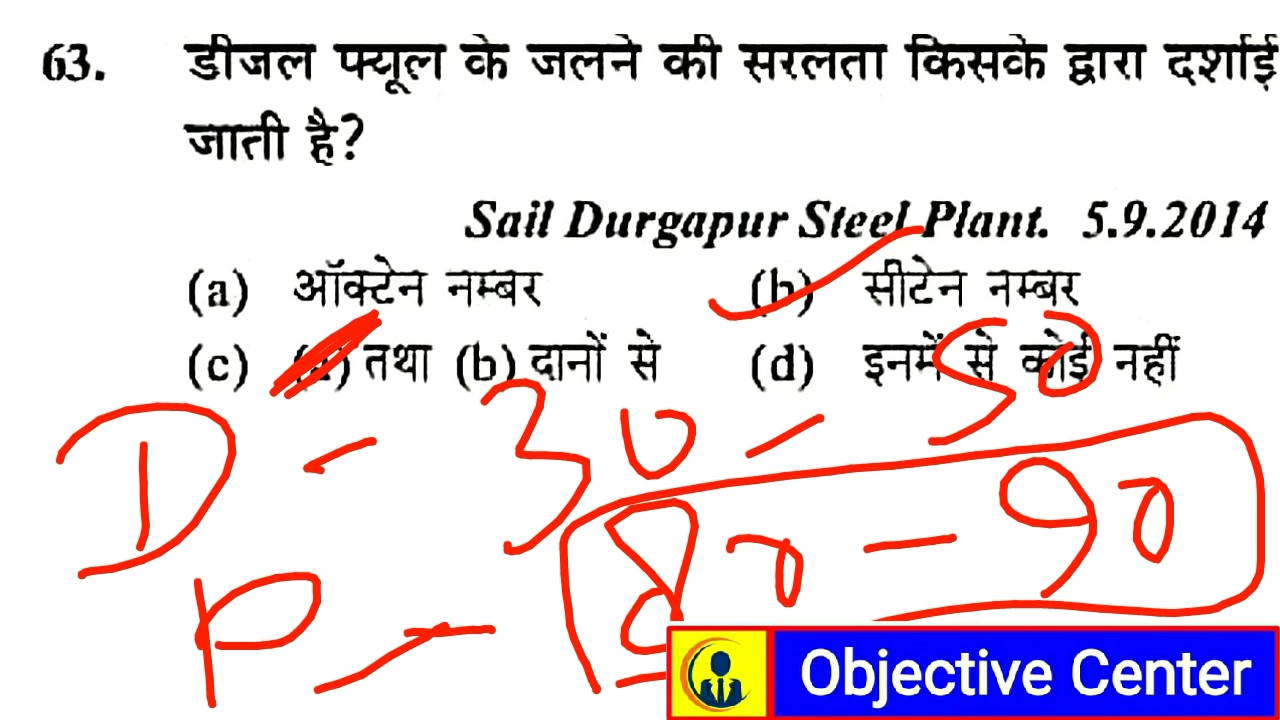 63. डीजल फ्यूल के जलने की सरलता किसके द्वारा दर्शाई
जाती है?
Sail Durgapur Steel Plant. 5.9.2014
(a) ऑक्टेन नम्बर (b) सीटेन नम्बर
(c) (a) तथा (b) दानों से (d) इनमें से कोई नहीं
D - 30 - 50
P - 80 - 90
Objective Center